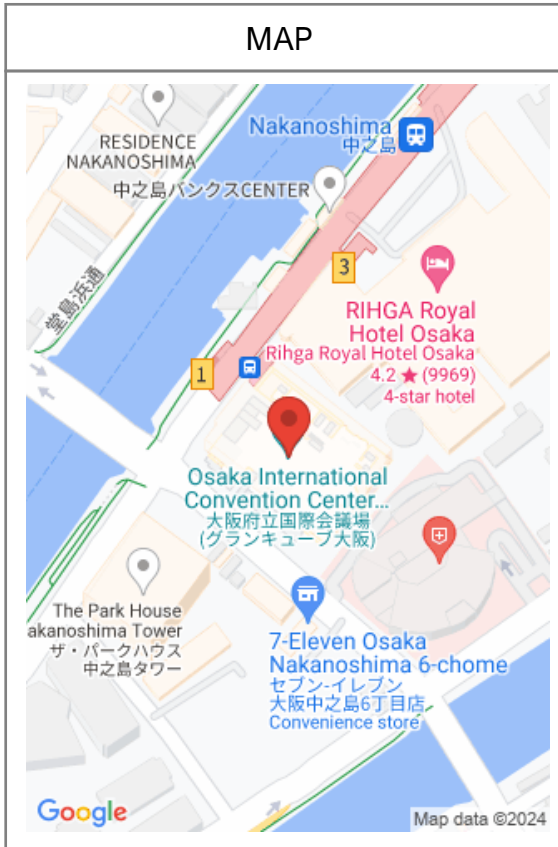 MAP
RESIDENCE
NAKANOSHIMA
Nakanoshima
中之島
中之島バンクスCENTER
堂島浜通
3
RIHGA Royal
Hotel Osaka
Rihga Royal Hotel Osaka
4.2 ★ (9969)
4-star hotel
1
Osaka International
Convention Center...
大阪府立国際会議場
(グランキューブ大阪)
The Park House
akanoshima Tower
ザ・パークハウス
中之島タワー
7-Eleven Osaka
Nakanoshima 6-chome
セブン-イレブン
大阪中之島6丁目店
Convenience store
Google
Map data ©2024